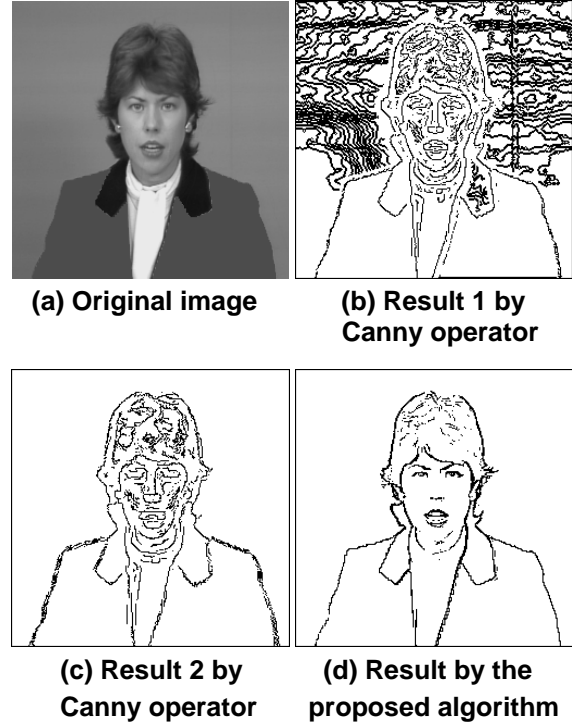 (a) Original image
(b) Result 1 by
Canny operator
(c) Result 2 by
Canny operator
(d) Result by the
proposed algorithm